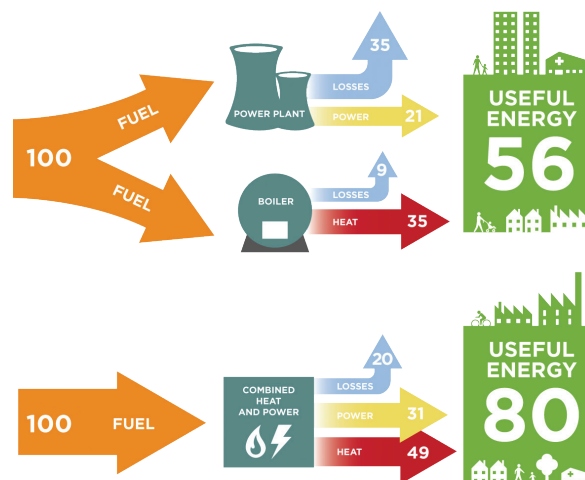 35
LOSSES
POWER PLANT
POWER
21
FUEL
100
FUEL
9
LOSSES
BOILER
HEAT
35
USEFUL
ENERGY
56
100
FUEL
COMBINED
HEAT
AND POWER
20
LOSSES
POWER
31
HEAT
49
USEFUL
ENERGY
80